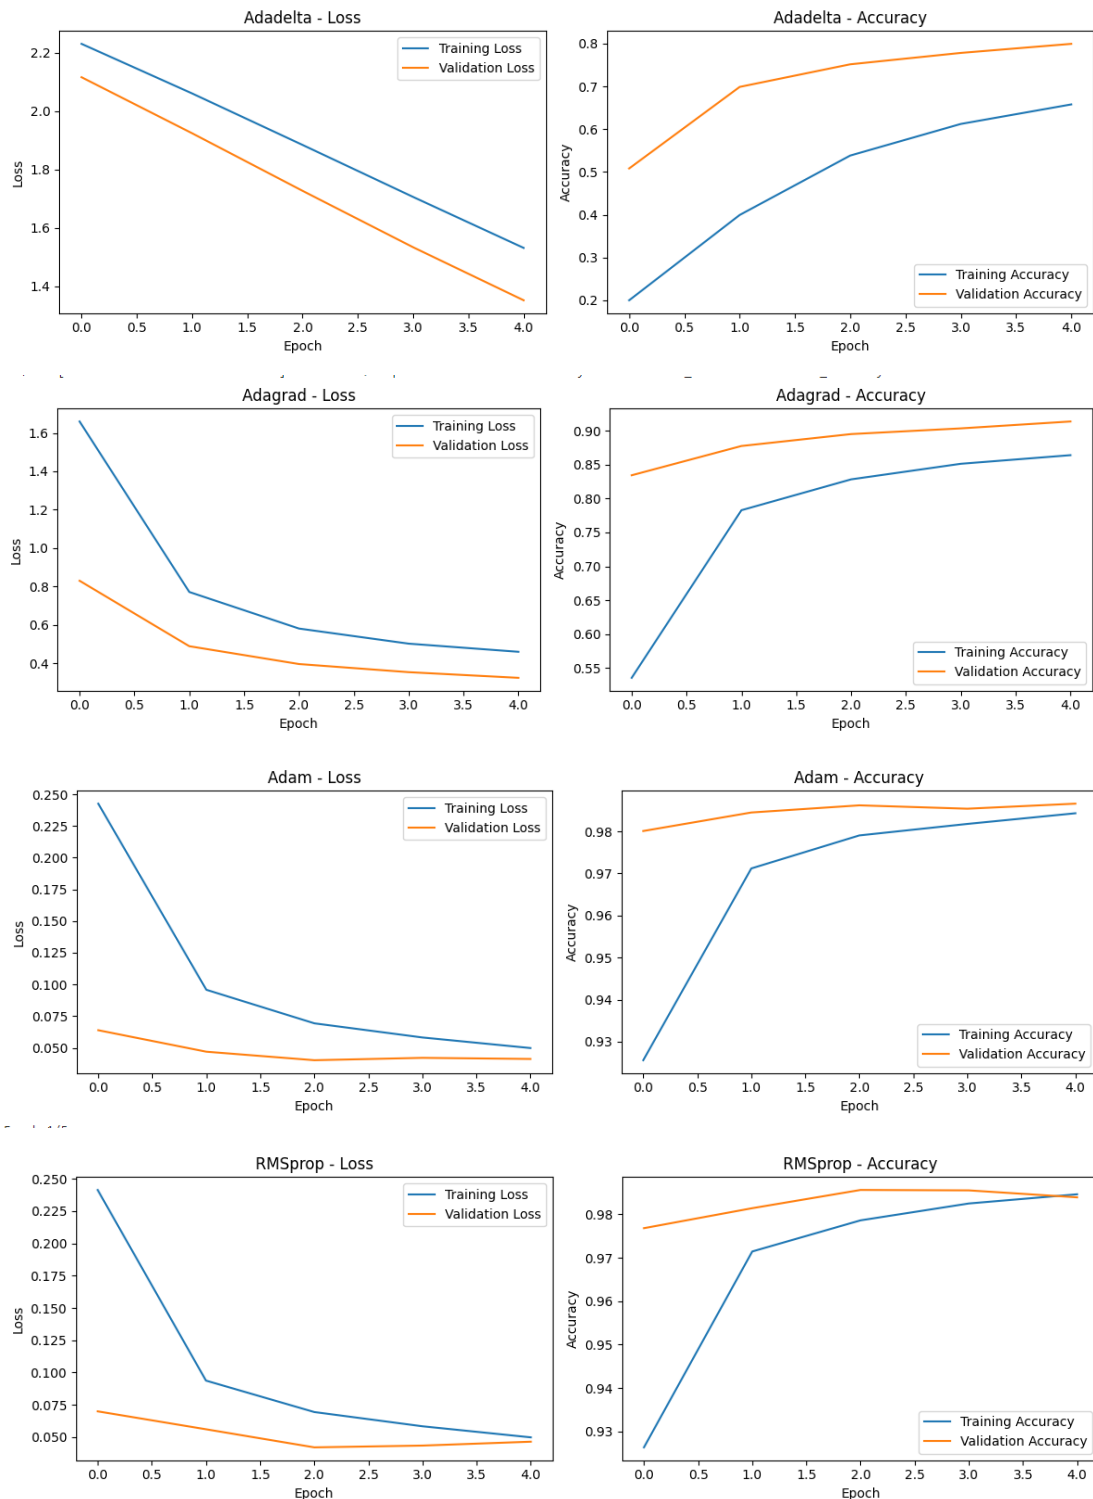 Adadelta - Loss
Loss
2.2
2.0
1.8
1.6
1.4
Training Loss
Validation Loss
0.0 0.5 1.0 1.5 2.0 2.5 3.0 3.5 4.0
Epoch
Adadelta - Accuracy
Accuracy
0.8
0.7
0.6
0.5
0.4
0.3
0.2
Training Accuracy
Validation Accuracy
0.0 0.5 1.0 1.5 2.0 2.5 3.0 3.5 4.0
Epoch
Adagrad - Loss
Loss
1.6
1.4
1.2
1.0
0.8
0.6
0.4
Training Loss
Validation Loss
0.0 0.5 1.0 1.5 2.0 2.5 3.0 3.5 4.0
Epoch
Adagrad - Accuracy
Accuracy
0.90
0.85
0.80
0.75
0.70
0.65
0.60
0.55
Training Accuracy
Validation Accuracy
0.0 0.5 1.0 1.5 2.0 2.5 3.0 3.5 4.0
Epoch
Adam - Loss
Loss
0.250
0.225
0.200
0.175
0.150
0.125
0.100
0.075
0.050
Training Loss
Validation Loss
0.0 0.5 1.0 1.5 2.0 2.5 3.0 3.5 4.0
Epoch
Adam - Accuracy
Accuracy
0.98
0.97
0.96
0.95
0.94
0.93
Training Accuracy
Validation Accuracy
0.0 0.5 1.0 1.5 2.0 2.5 3.0 3.5 4.0
Epoch
RMSprop - Loss
Loss
0.250
0.225
0.200
0.175
0.150
0.125
0.100
0.075
0.050
Training Loss
Validation Loss
0.0 0.5 1.0 1.5 2.0 2.5 3.0 3.5 4.0
Epoch
RMSprop - Accuracy
Accuracy
0.98
0.97
0.96
0.95
0.94
0.93
Training Accuracy
Validation Accuracy
0.0 0.5 1.0 1.5 2.0 2.5 3.0 3.5 4.0
Epoch